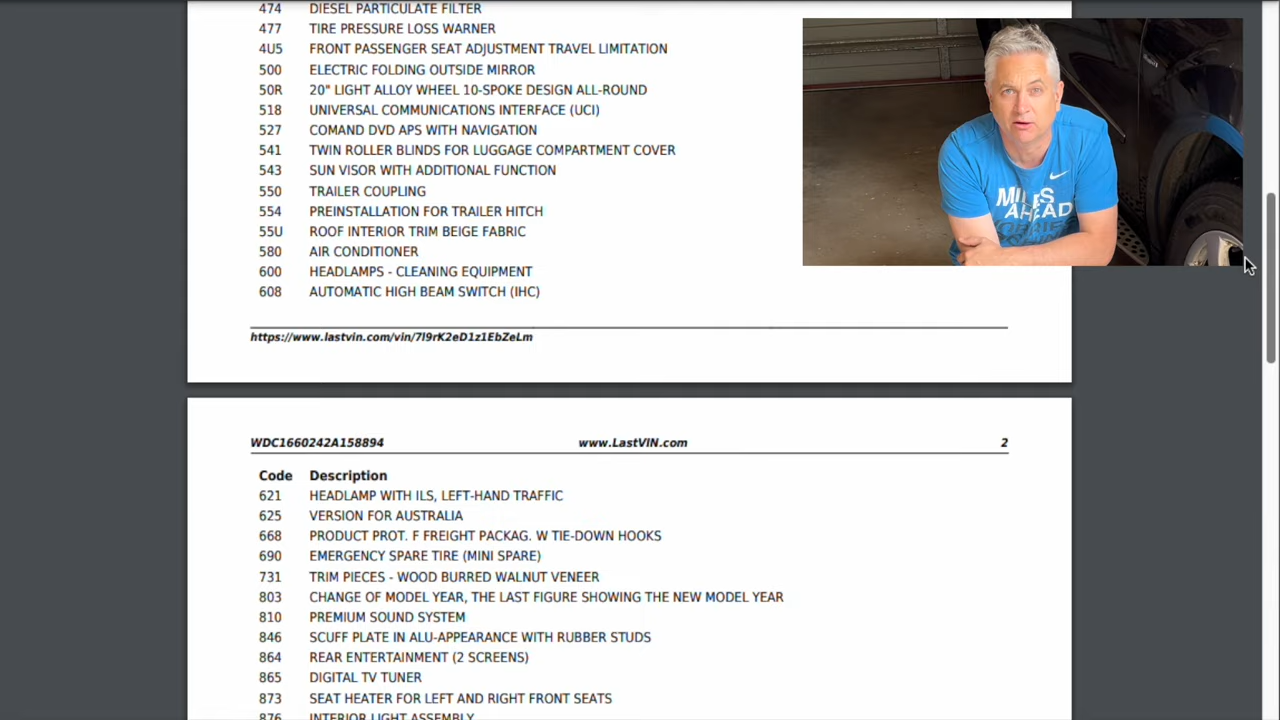 474 DIESEL PARTICULATE FILTER
477 TIRE PRESSURE LOSS WARNER
4U5 FRONT PASSENGER SEAT ADJUSTMENT TRAVEL LIMITATION
500 ELECTRIC FOLDING OUTSIDE MIRROR
50R 20" LIGHT ALLOY WHEEL 10-SPOKE DESIGN ALL-ROUND
518 UNIVERSAL COMMUNICATIONS INTERFACE (UCI)
527 COMAND DVD APS WITH NAVIGATION
541 TWIN ROLLER BLINDS FOR LUGGAGE COMPARTMENT COVER
543 SUN VISOR WITH ADDITIONAL FUNCTION
550 TRAILER COUPLING
554 PREINSTALLATION FOR TRAILER HITCH
55U ROOF INTERIOR TRIM BEIGE FABRIC
580 AIR CONDITIONER
600 HEADLAMPS - CLEANING EQUIPMENT
608 AUTOMATIC HIGH BEAM SWITCH (IHC)
https://www.lastvin.com/vin/7l9rK2eD1z1EbZeLm
MILES
AHEAD
WDC1660242A158894 www.LastVIN.com 2
Code Description
621 HEADLAMP WITH ILS, LEFT-HAND TRAFFIC
625 VERSION FOR AUSTRALIA
668 PRODUCT PROT. F FREIGHT PACKAG. W TIE-DOWN HOOKS
690 EMERGENCY SPARE TIRE (MINI SPARE)
731 TRIM PIECES - WOOD BURRED WALNUT VENEER
803 CHANGE OF MODEL YEAR, THE LAST FIGURE SHOWING THE NEW MODEL YEAR
810 PREMIUM SOUND SYSTEM
846 SCUFF PLATE IN ALU-APPEARANCE WITH RUBBER STUDS
864 REAR ENTERTAINMENT (2 SCREENS)
865 DIGITAL TV TUNER
873 SEAT HEATER FOR LEFT AND RIGHT FRONT SEATS
876 INTERIOR LIGHT ASSEMBLY